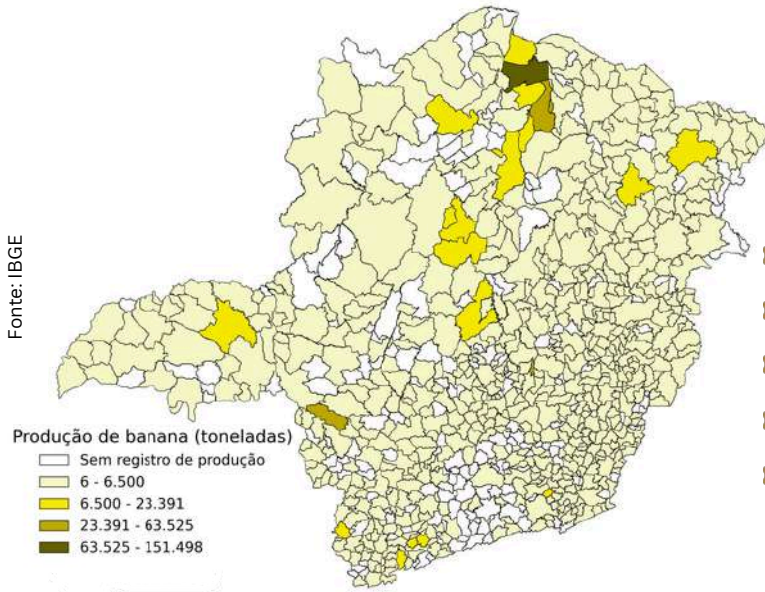 Fonte: IBGE
Produção de banana (toneladas)
Sem registro de produção
6 - 6.500
6.500 - 23.391
23.391 - 63.525
63.525 - 151.498